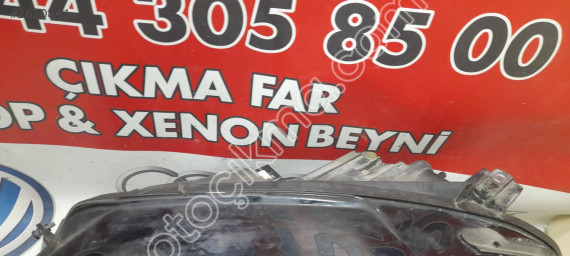 44 305 85 00
ÇIKMA FAR
OP & XENON BEYNİ
otoçikma.com